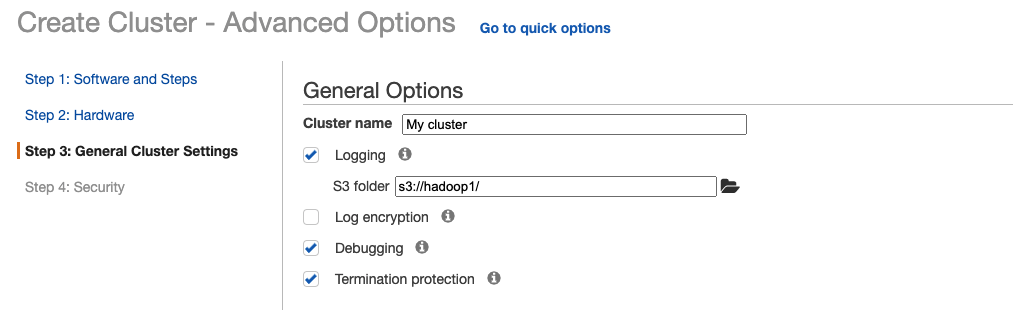 Create Cluster - Advanced Options Go to quick options
Step 1: Software and Steps
Step 2: Hardware
Step 3: General Cluster Settings
Step 4: Security
General Options
Cluster name My cluster
Logging
S3 folder s3://hadoop1/
Log encryption
Debugging
Termination protection